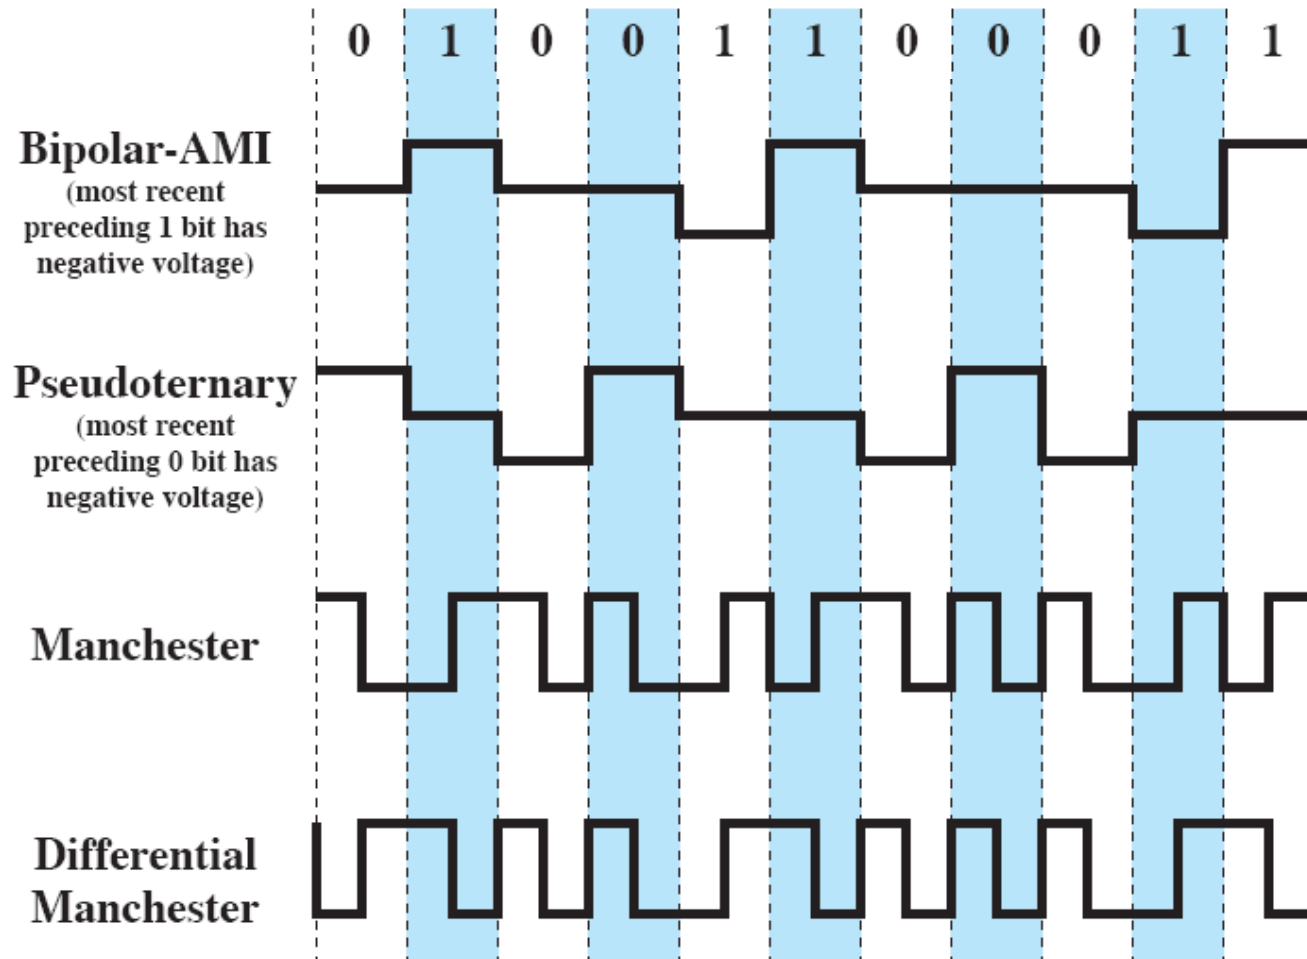 0 1 0 0 1 1 0 0 0 1 1
Bipolar-AMI
(most recent
preceding 1 bit has
negative voltage)
Pseudoternary
(most recent
preceding 0 bit has
negative voltage)
Manchester
Differential
Manchester